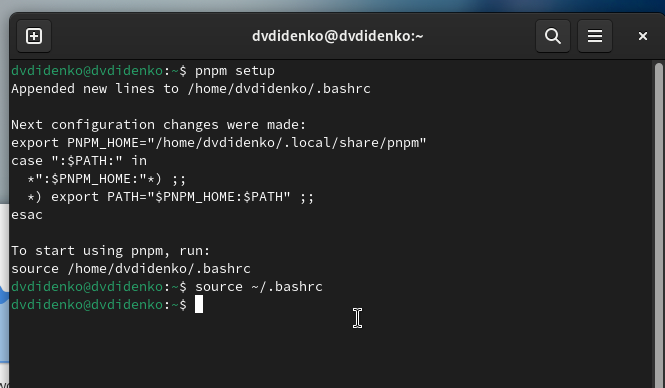 dvdidenko@dvdidenko:~
dvdidenko@dvdidenko:~$ pnpm setup
Appended new lines to /home/dvdidenko/.bashrc
Next configuration changes were made:
export PNPM_HOME="/home/dvdidenko/.local/share/pnpm"
case ":$PATH:" in
  *":$PNPM_HOME:"*) ;;
  *) export PATH="$PNPM_HOME:$PATH" ;;
esac
To start using pnpm, run:
source /home/dvdidenko/.bashrc
dvdidenko@dvdidenko:~$ source ~/.bashrc
dvdidenko@dvdidenko:~$